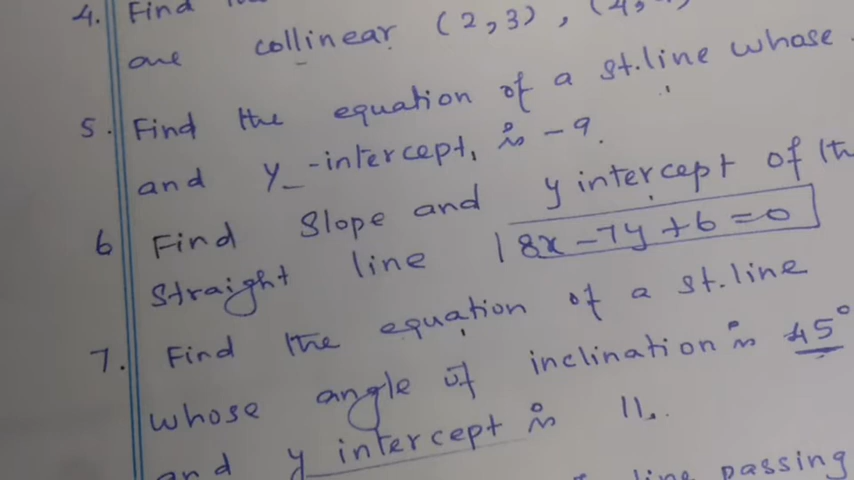 4. Find
are collinear (2,3), (4,
5. Find the equation of a st.line whose
and y-intercept, is -9.
6 Find Slope and y intercept of the
straight line 8x-7y+6=0
7. Find the equation of a st.line
whose angle of inclination is 45°
and y intercept is 11.
line passing